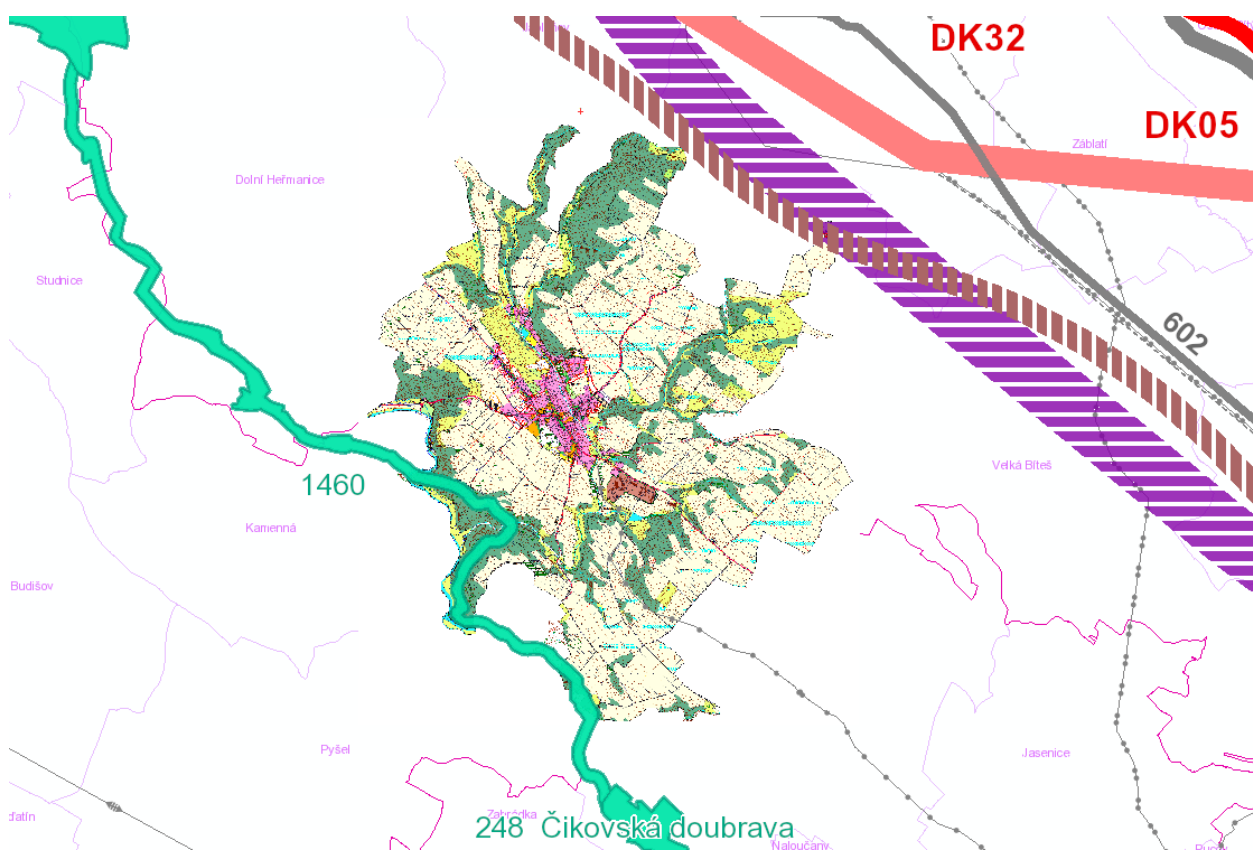 DK32
DK05
Záblatí
Dolní Heřmanice
Studnice
602
Velká Bíteš
1460
Kamenná
Budišov
Pyšel
Jasenice
Zahrádka
248 Čikovská doubrava
Naloučany